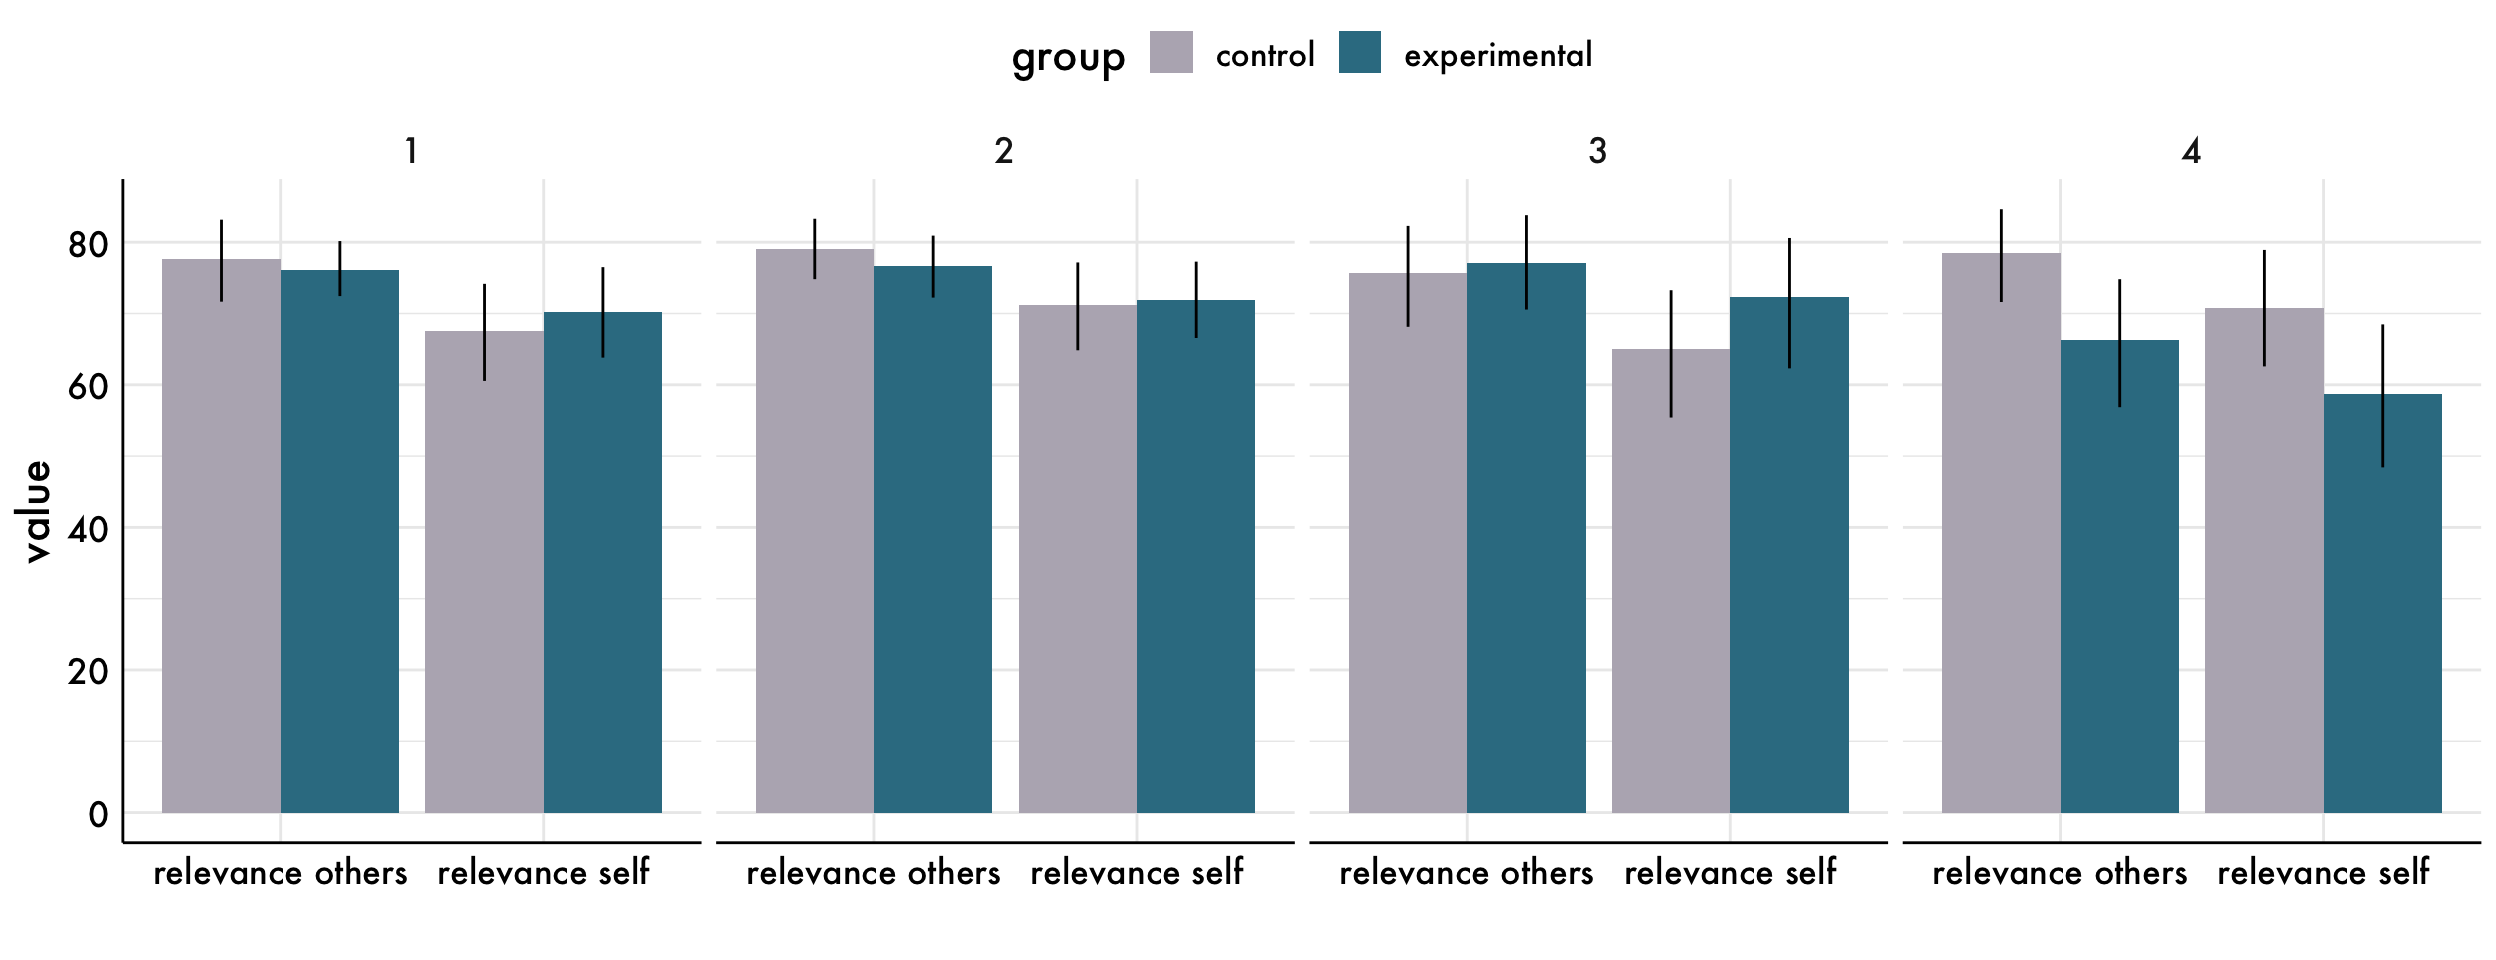 group control experimental
1 2 3 4
80
60
40
20
0
value
relevance others relevance self relevance others relevance self relevance others relevance self relevance others relevance self